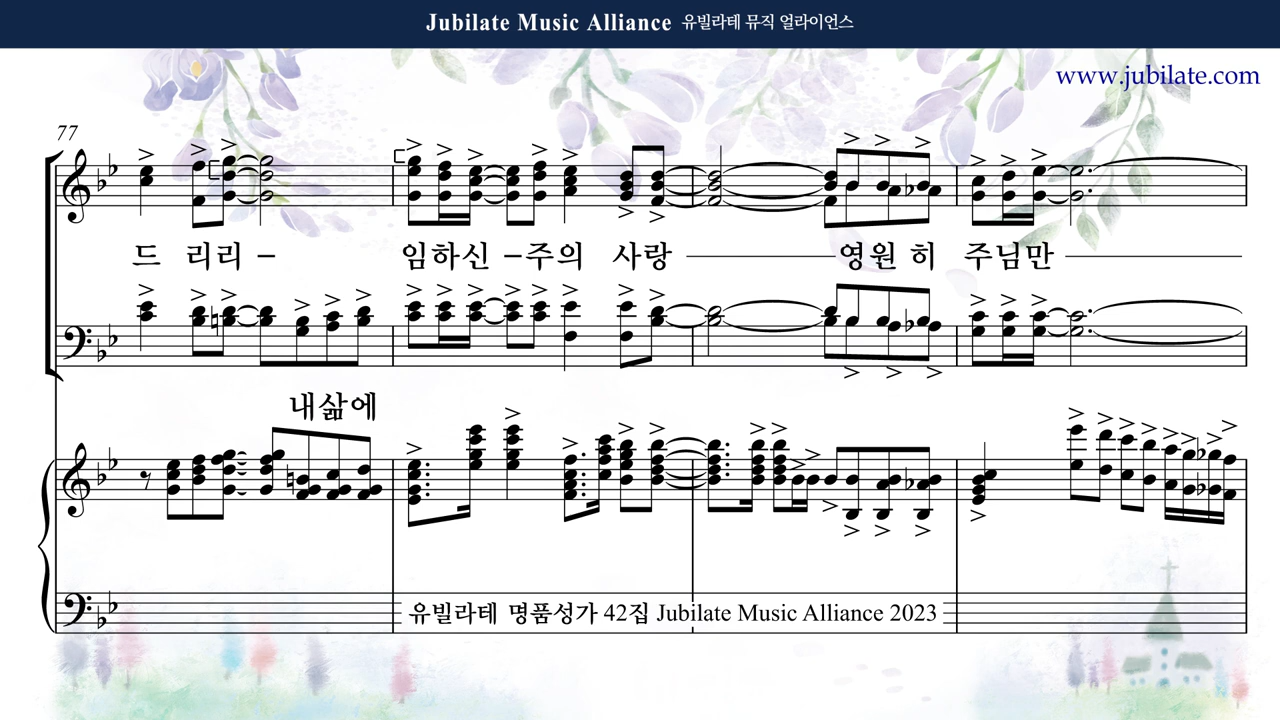 Jubilate Music Alliance 유빌라테 뮤직 얼라이언스
www.jubilate.com
77
드 리리 – 임하신 –주의 사랑 영원 히 주님만
내삶에
유빌라테 명품성가 42집 Jubilate Music Alliance 2023